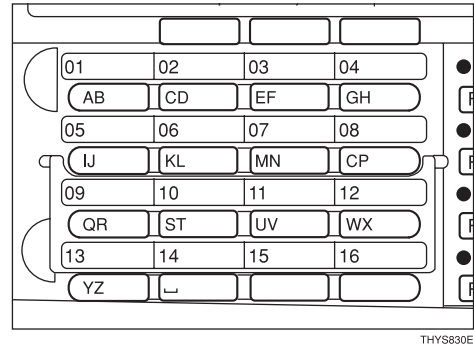 01 02 03 04
AB CD EF GH
05 06 07 08
IJ KL MN CP
09 10 11 12
QR ST UV WX
13 14 15 16
YZ ⎵
THYS830E